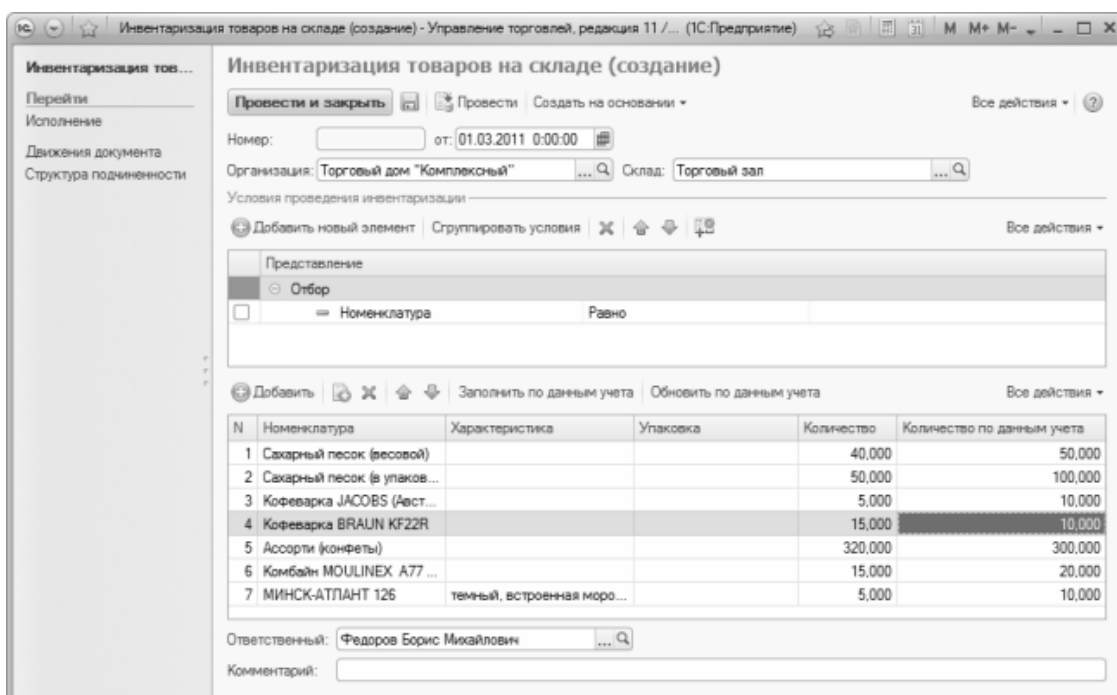 Инвентаризация товаров на складе (создание) - Управление торговлей, редакция 11 /... (1С:Предприятие) 31 M M+ M-
Инвентаризация тов...
Перейти
Исполнение
Движения документа
Структура подчиненности
Инвентаризация товаров на складе (создание)
Провести и закрыть Провести Создать на основании Все действия ?
Номер: от: 01.03.2011 0:00:00
Организация: Торговый дом "Комплексный" ... Склад: Торговый зал ...
Условия проведения инвентаризации
Добавить новый элемент Сгруппировать условия Все действия
Представление
Отбор
Номенклатура Равно
Добавить Заполнить по данным учета Обновить по данным учета Все действия
N Номенклатура Характеристика Упаковка Количество Количество по данным учета
1 Сахарный песок (весовой) 40,000 50,000
2 Сахарный песок (в упаков... 50,000 100,000
3 Кофеварка JACOBS (Авст... 5,000 10,000
4 Кофеварка BRAUN KF22R 15,000 10,000
5 Ассорти (конфеты) 320,000 300,000
6 Комбайн MOULINEX A77 ... 15,000 20,000
7 МИНСК-АТЛАНТ 126 темный, встроенная моро... 5,000 10,000
Ответственный: Федоров Борис Михайлович ...
Комментарий: